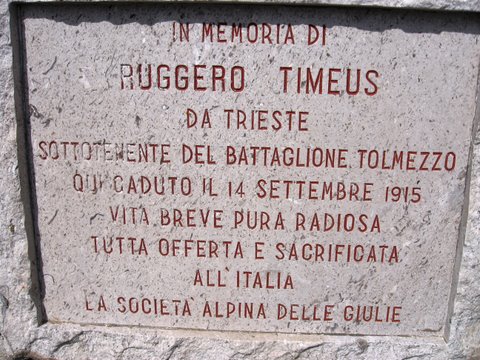 IN MEMORIA DI
RUGGERO TIMEUS
DA TRIESTE
SOTTOTENENTE DEL BATTAGLIONE TOLMEZZO
QUI CADUTO IL 14 SETTEMBRE 1915
VITA BREVE PURA RADIOSA
TUTTA OFFERTA E SACRIFICATA
ALL'ITALIA
LA SOCIETA' ALPINA DELLE GIULIE